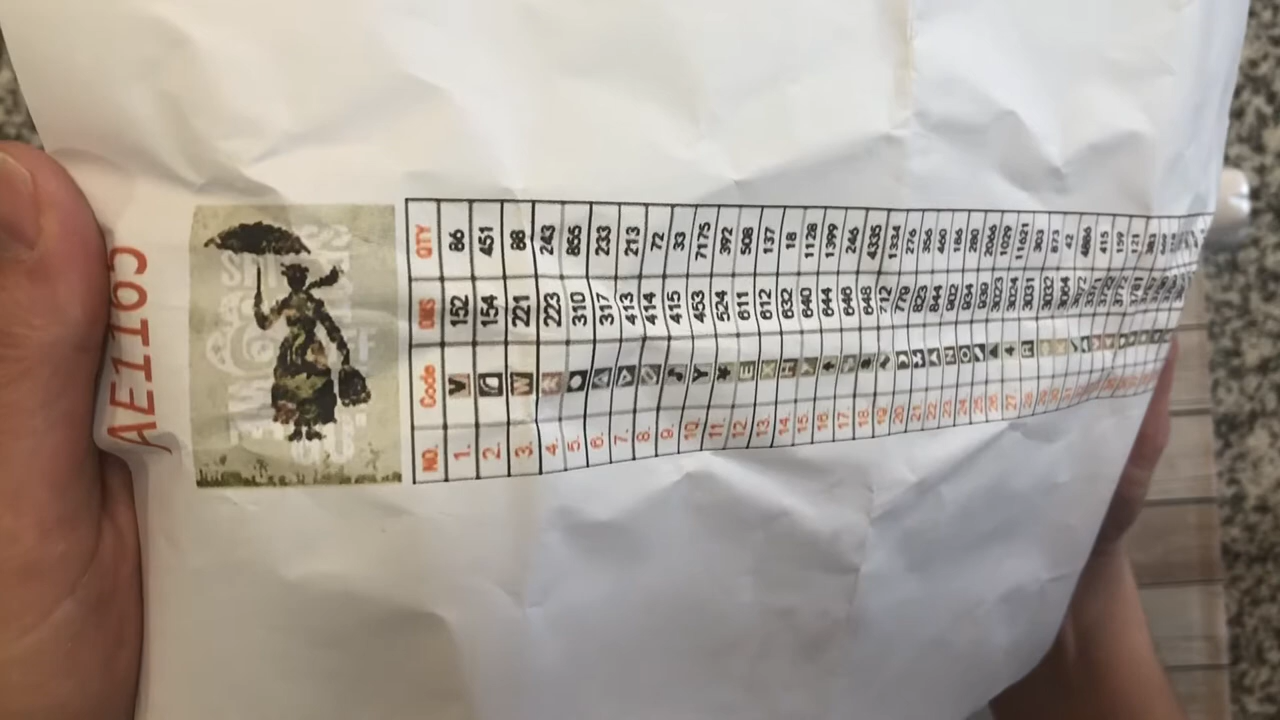 AE1165
NO. Code DMS QTY
1. V 152 86
2. 154 451
3. W 221 88
4. 223 243
5. 310 855
6. 317 233
7. 413 213
8. 414 72
9. 415 33
10. Y 453 7175
11. 524 392
12. E 611 508
13. X 612 137
14. H 632 18
15. 640 1128
16. 644 1399
17. 646 246
18. 648 4335
19. 712 1334
20. 779 276
21. 823 356
22. 844 460
23. N 902 186
24. O 934 280
25. 939 2066
26. 3023 1029
27. 3024 11621
28. R 3031 303
29. 3032 873
30. 3064 42
4886
415
159
121